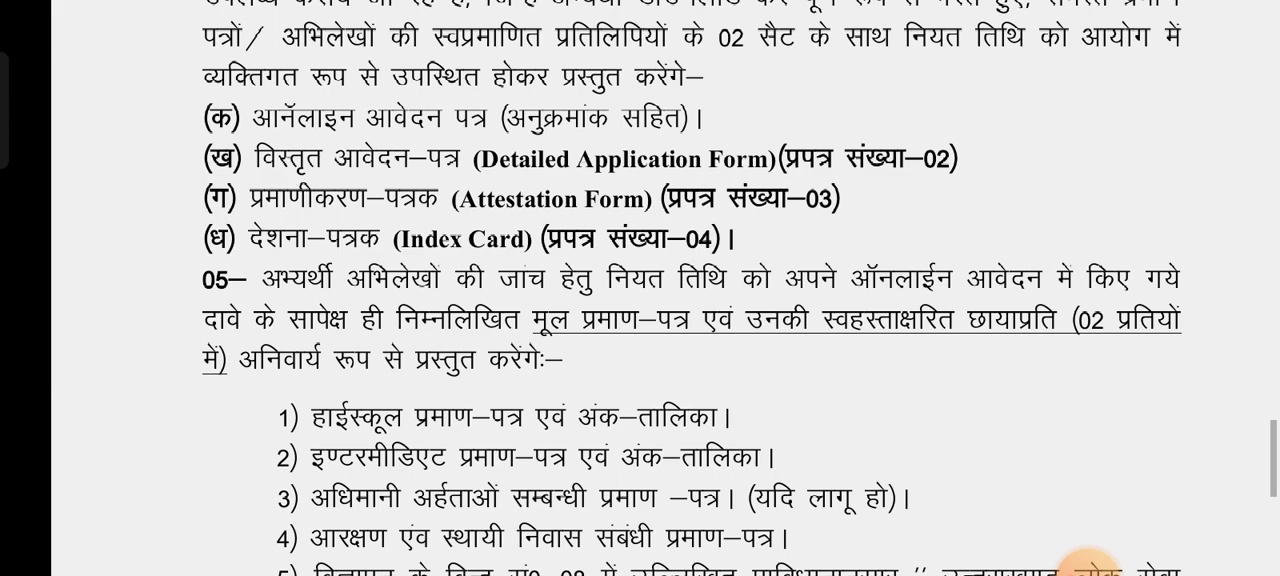 पत्रों/ अभिलेखों की स्वप्रमाणित प्रतिलिपियों के 02 सैट के साथ नियत तिथि को आयोग में
व्यक्तिगत रूप से उपस्थित होकर प्रस्तुत करेंगे–
(क) आनॅलाइन आवेदन पत्र (अनुक्रमांक सहित)।
(ख) विस्तृत आवेदन–पत्र (Detailed Application Form)(प्रपत्र संख्या–02)
(ग) प्रमाणीकरण–पत्रक (Attestation Form) (प्रपत्र संख्या–03)
(ध) देशना–पत्रक (Index Card) (प्रपत्र संख्या–04)।
05– अभ्यर्थी अभिलेखों की जांच हेतु नियत तिथि को अपने ऑनलाईन आवेदन में किए गये
दावे के सापेक्ष ही निम्नलिखित मूल प्रमाण–पत्र एवं उनकी स्वहस्ताक्षरित छायाप्रति (02 प्रतियों
में) अनिवार्य रूप से प्रस्तुत करेंगेः–
1) हाईस्कूल प्रमाण–पत्र एवं अंक–तालिका।
2) इण्टरमीडिएट प्रमाण–पत्र एवं अंक–तालिका।
3) अधिमानी अर्हताओं सम्बन्धी प्रमाण –पत्र। (यदि लागू हो)।
4) आरक्षण एंव स्थायी निवास संबंधी प्रमाण–पत्र।